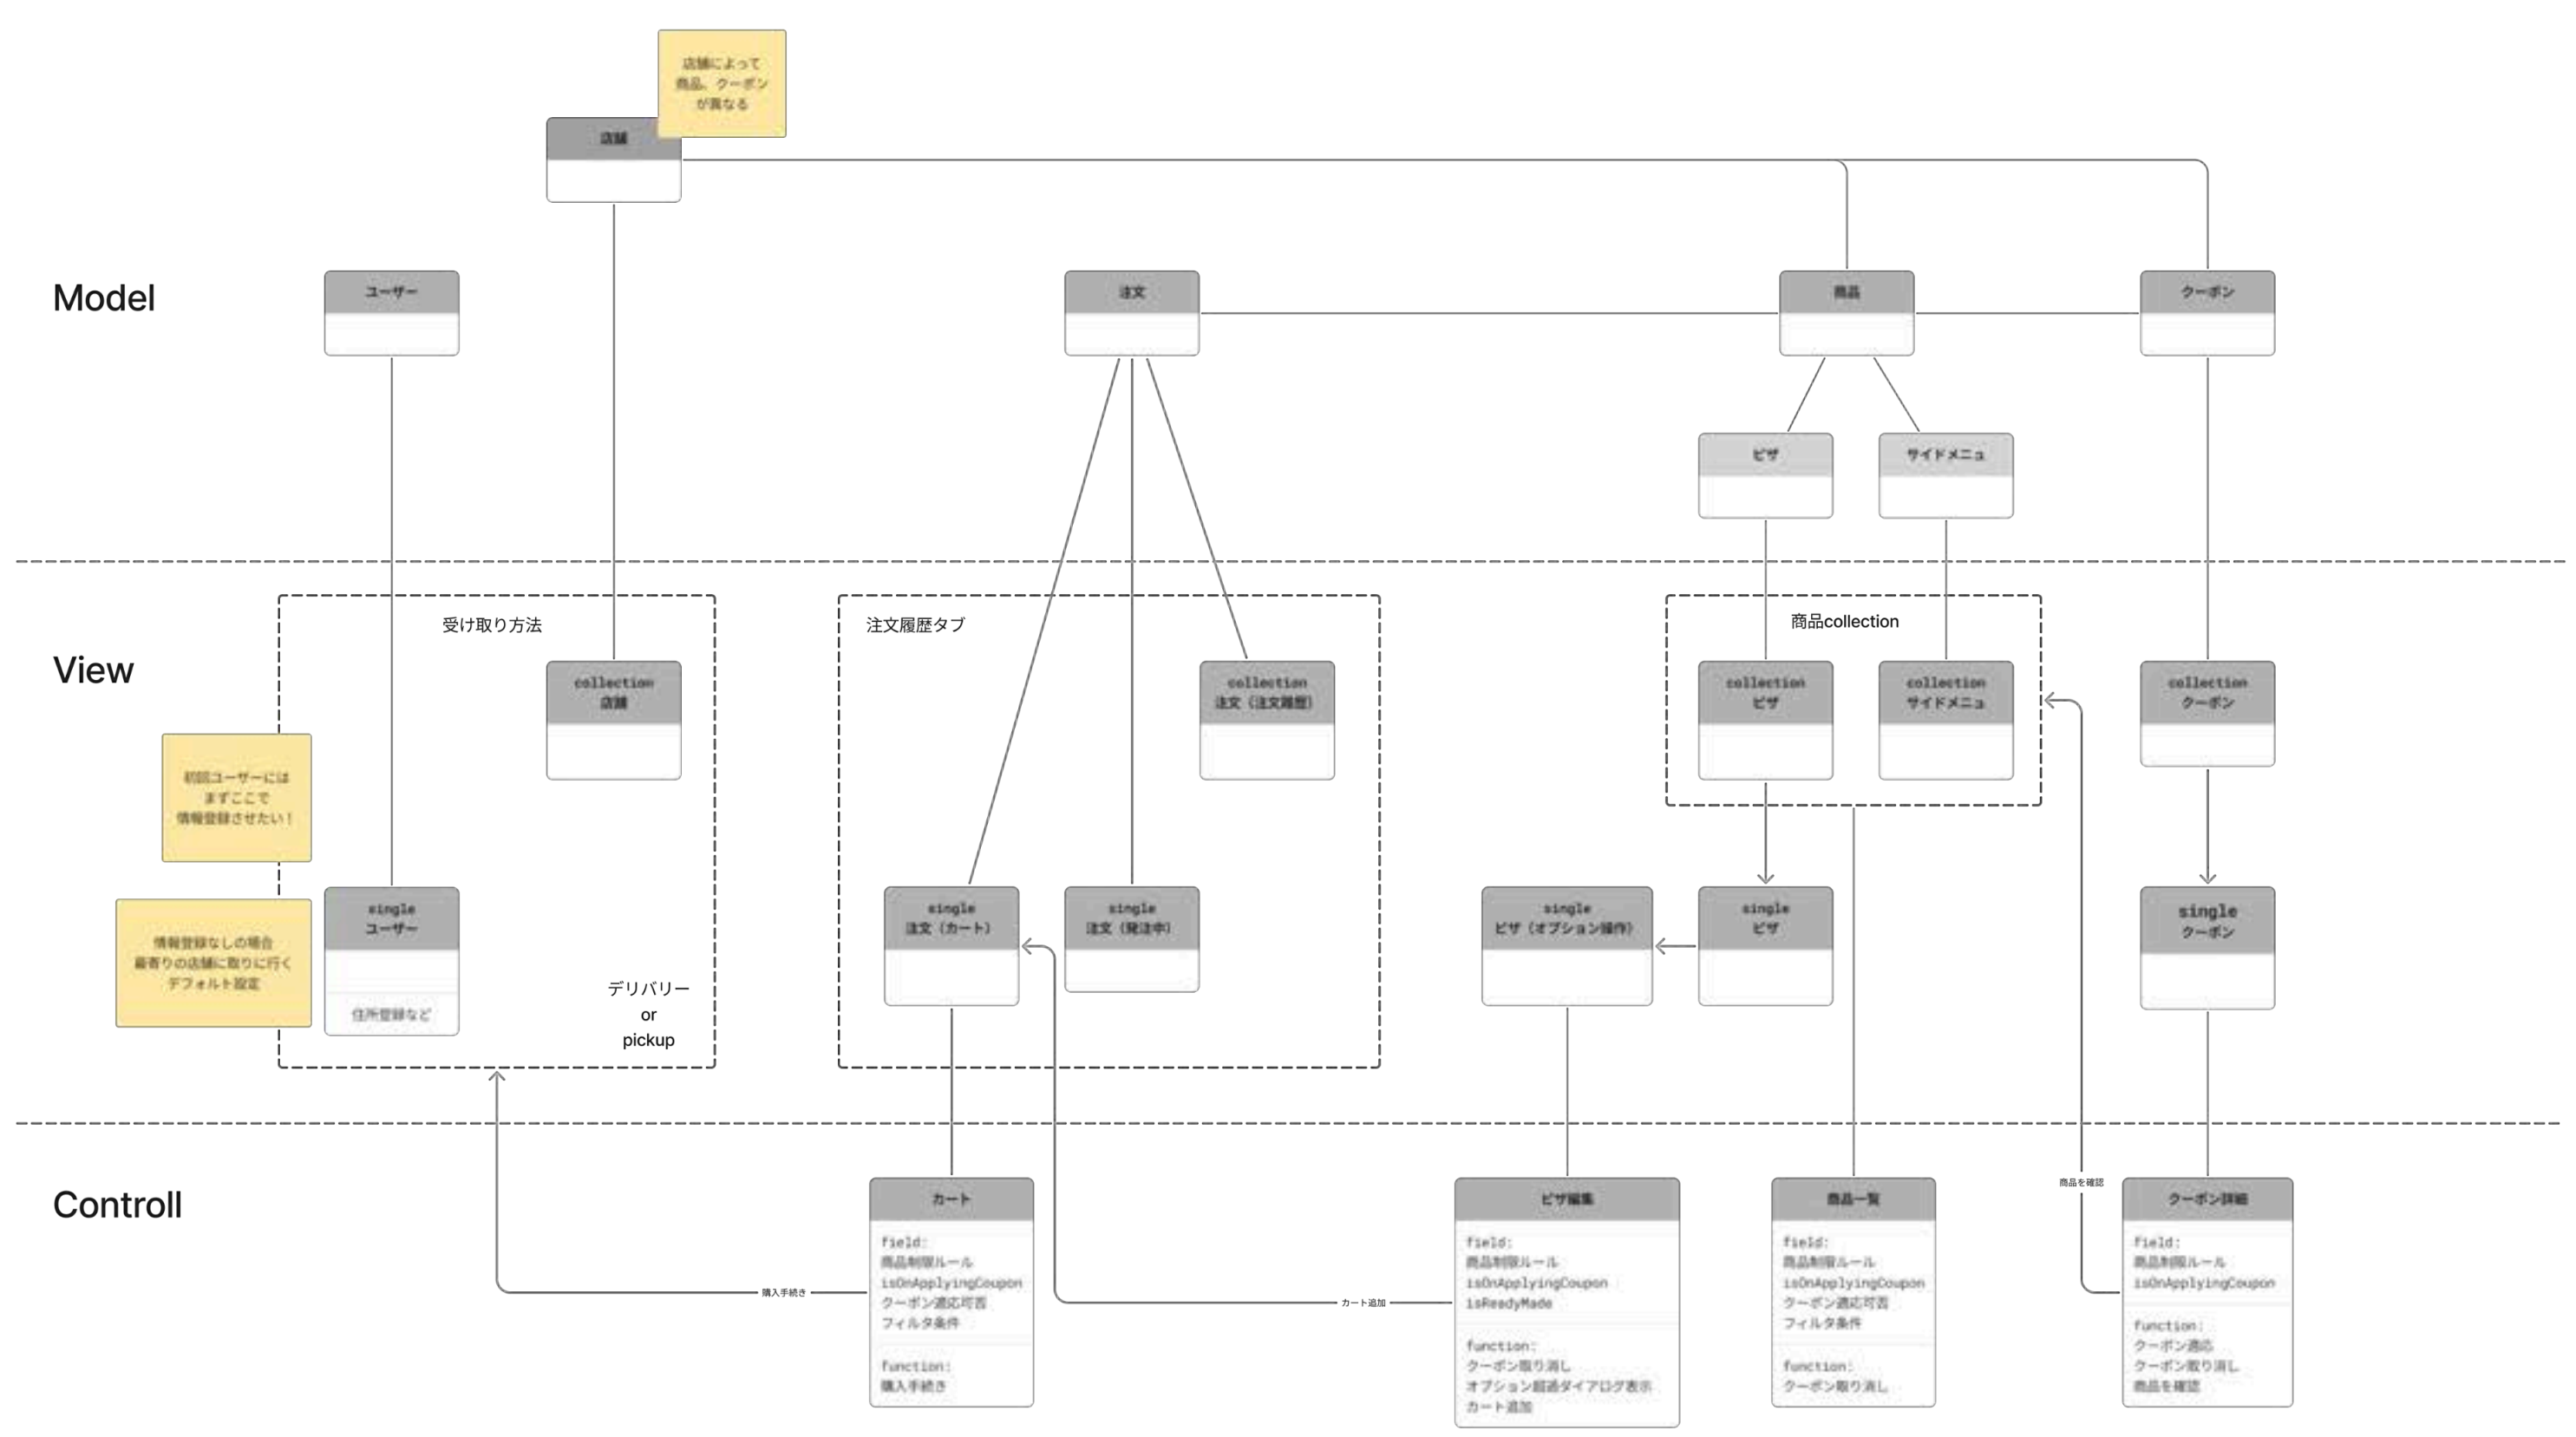 店舗によって
商品、クーポン
が異なる
店舗
Model
ユーザー
注文
商品
クーポン
ピザ
サイドメニュ
View
受け取り方法
collection
店舗
初回ユーザーには
まずここで
情報登録させたい！
情報登録なしの場合
最寄りの店舗に取りに行く
デフォルト設定
single
ユーザー
住所登録など
デリバリー
or
pickup
注文履歴タブ
collection
注文（注文履歴）
single
注文（カート）
single
注文（発注中）
商品collection
collection
ピザ
collection
サイドメニュ
collection
クーポン
single
ピザ（オプション操作）
single
ピザ
single
クーポン
Controll
購入手続き
カート
field:
商品制限ルール
isOnApplyingCoupon
クーポン適応可否
フィルタ条件
function:
購入手続き
カート追加
ピザ編集
field:
商品制限ルール
isOnApplyingCoupon
isReadyMade
function:
クーポン取り消し
オプション超過ダイアログ表示
カート追加
商品一覧
field:
商品制限ルール
isOnApplyingCoupon
クーポン適応可否
フィルタ条件
function:
クーポン取り消し
商品を確認
クーポン詳細
field:
商品制限ルール
isOnApplyingCoupon
function:
クーポン適応
クーポン取り消し
商品を確認